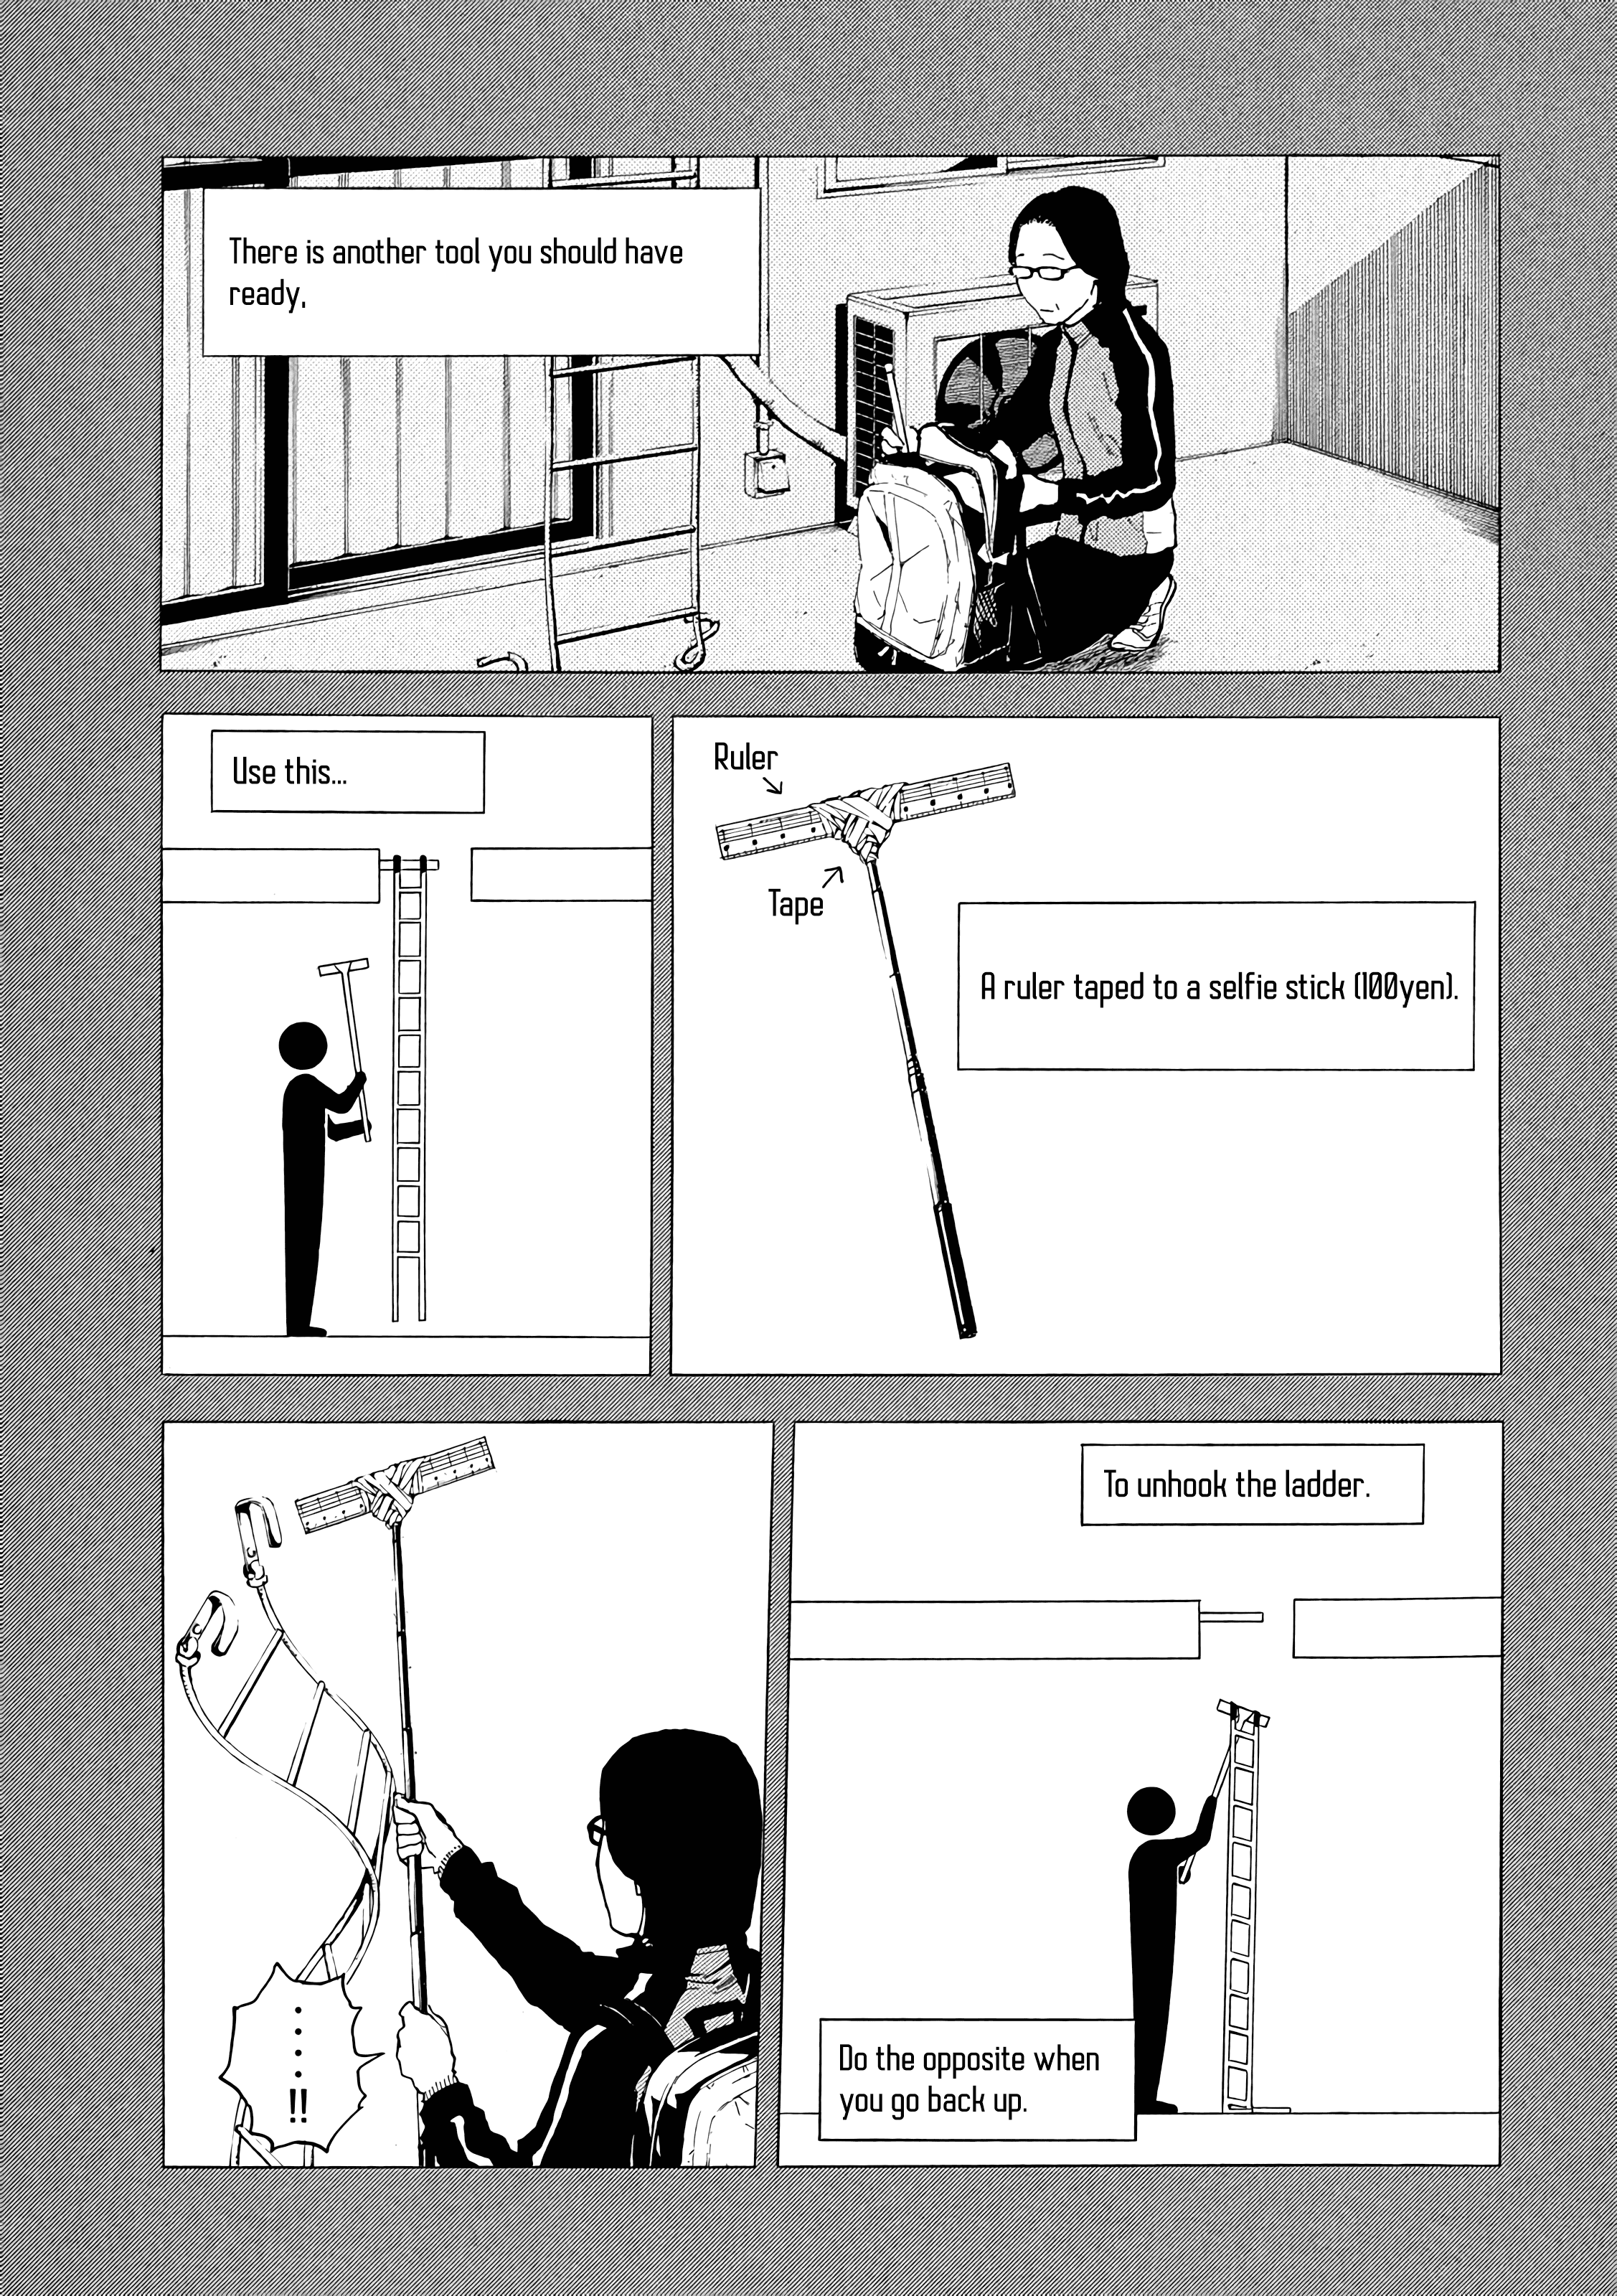 There is another tool you should have
ready,
Ruler
Tape
A ruler taped to a selfie stick (100yen).
Use this...
To unhook the ladder.
Do the opposite when
you go back up.
....!!